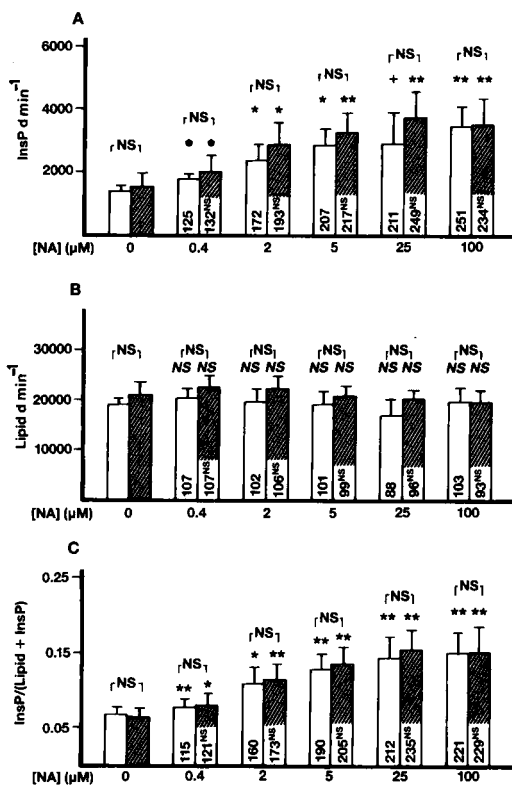 A
6000
4000
2000
InsP d min⁻¹
NS NS NS NS NS NS
* * * ** + ** ** **
125 132NS 172 193NS 207 217NS 211 249NS 251 234NS
[NA] (µM) 0 0.4 2 5 25 100
B
30000
20000
10000
Lipid d min⁻¹
NS NS NS NS NS NS
NS NS NS NS NS NS NS NS NS NS
107 107NS 102 106NS 101 99NS 88 96NS 103 93NS
[NA] (µM) 0 0.4 2 5 25 100
C
0.25
0.15
0.05
InsP/(Lipid + InsP)
NS NS NS NS NS NS
** * * ** ** ** ** ** ** **
115 121NS 160 173NS 190 205NS 212 235NS 221 229NS
[NA] (µM) 0 0.4 2 5 25 100